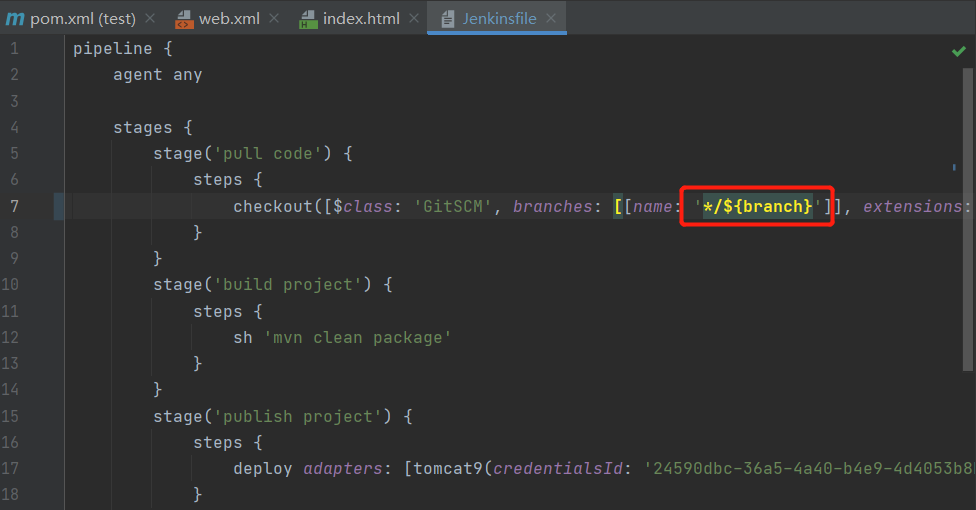 pom.xml (test) web.xml index.html Jenkinsfile
1 pipeline {
2 agent any
3
4 stages {
5 stage('pull code') {
6 steps {
7 checkout([$class: 'GitSCM', branches: [[name: '*/${branch}']], extensions:
8 }
9 }
10 stage('build project') {
11 steps {
12 sh 'mvn clean package'
13 }
14 }
15 stage('publish project') {
16 steps {
17 deploy adapters: [tomcat9(credentialsId: '24590dbc-36a5-4a40-b4e9-4d4053b8
18 }